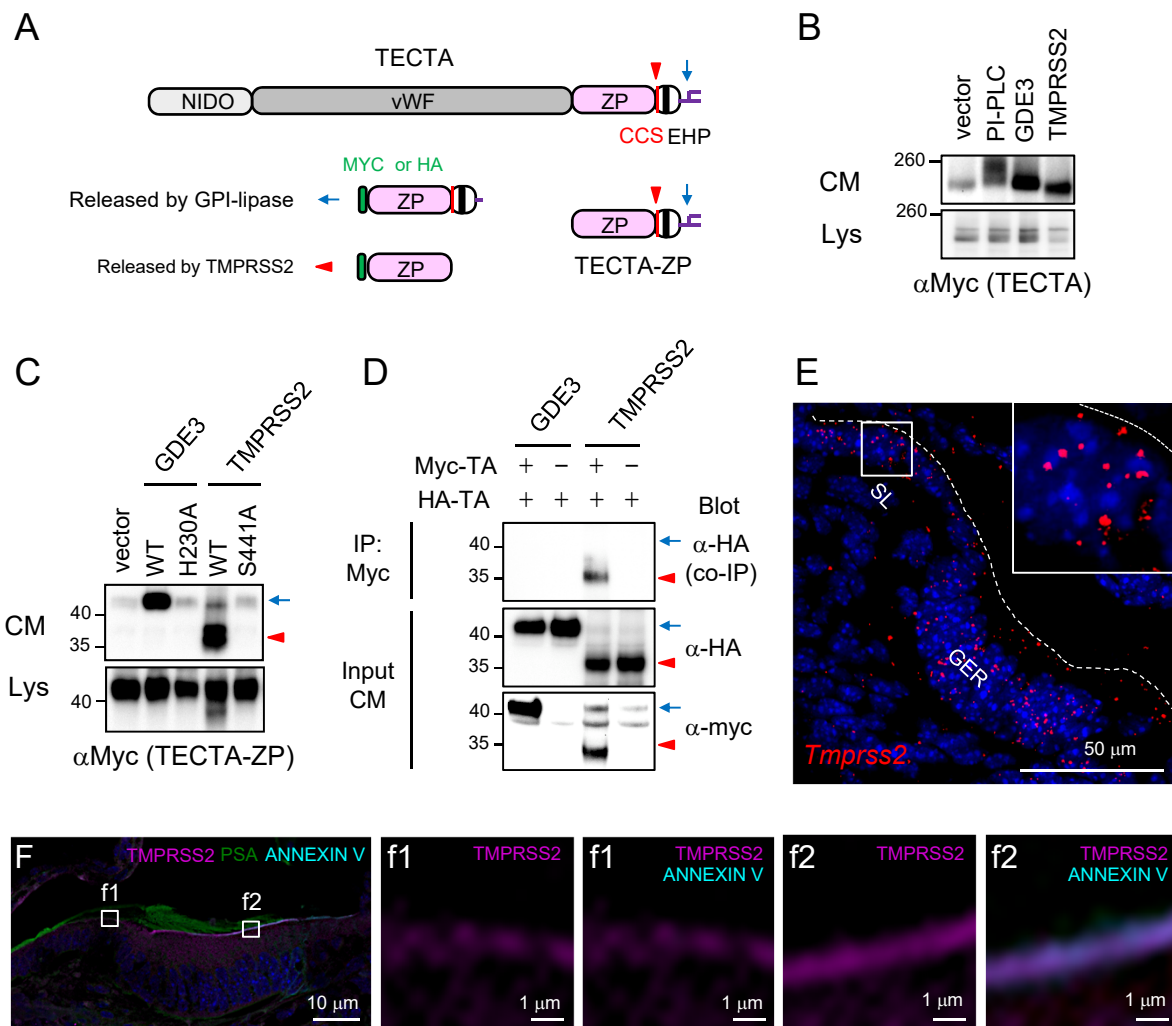 A
TECTA
NIDO vWF ZP
CCS EHP
MYC or HA
Released by GPI-lipase ZP
ZP
Released by TMPRSS2 ZP
TECTA-ZP
B
vector PI-PLC GDE3 TMPRSS2
260
CM
260
Lys
αMyc (TECTA)
C
GDE3 TMPRSS2
vector WT H230A WT S441A
40
CM
35
Lys
40
αMyc (TECTA-ZP)
D
GDE3 TMPRSS2
Myc-TA + − + −
HA-TA + + + +
Blot
IP:
Myc
40
35
α-HA
(co-IP)
Input
CM
40
35
α-HA
40
35
α-myc
E
SL
GER
Tmprss2
50 μm
F
TMPRSS2 PSA ANNEXIN V
f1
f2
10 μm
f1
TMPRSS2
1 μm
f1
TMPRSS2
ANNEXIN V
1 μm
f2
TMPRSS2
1 μm
f2
TMPRSS2
ANNEXIN V
1 μm